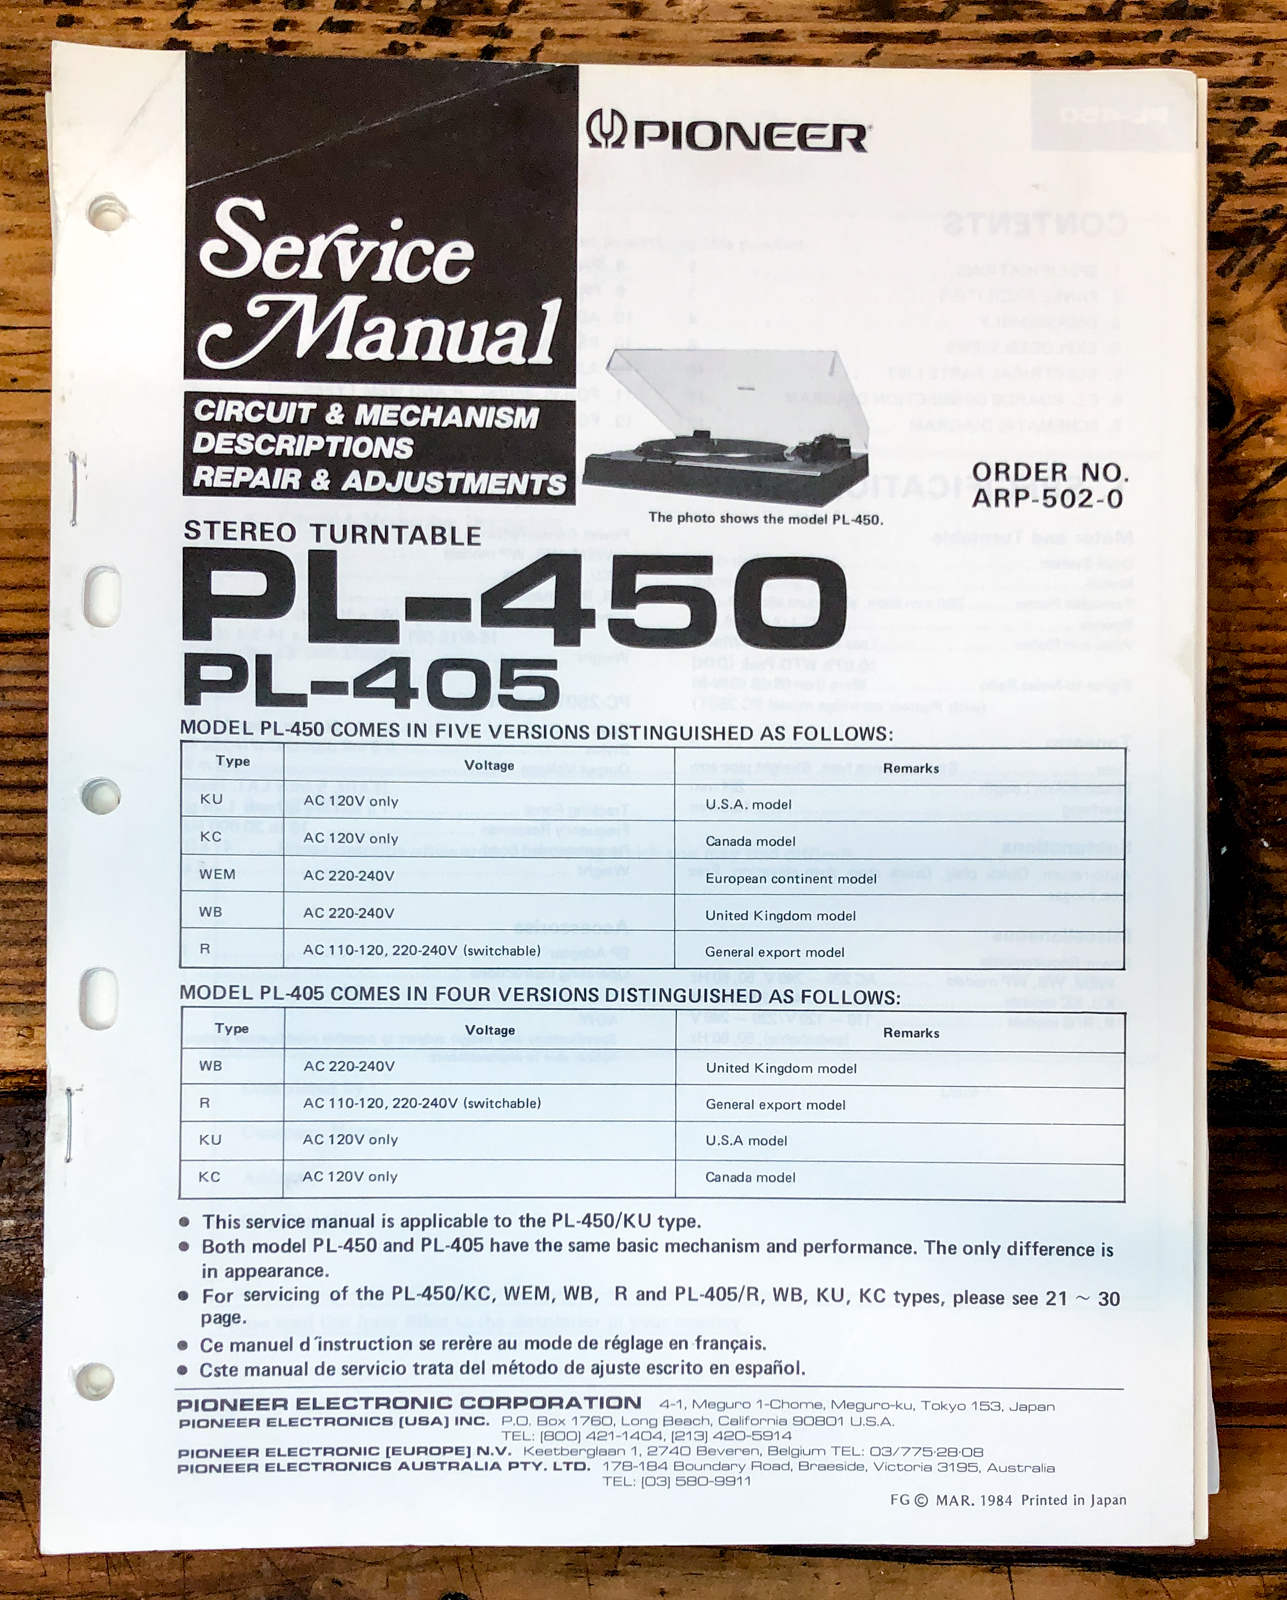 PIONEER
Service
Manual
CIRCUIT & MECHANISM
DESCRIPTIONS
REPAIR & ADJUSTMENTS
The photo shows the model PL-450.
ORDER NO.
ARP-502-0
STEREO TURNTABLE
PL-450
PL-405
MODEL PL-450 COMES IN FIVE VERSIONS DISTINGUISHED AS FOLLOWS:
Type Voltage Remarks
KU AC 120V only U.S.A. model
KC AC 120V only Canada model
WEM AC 220-240V European continent model
WB AC 220-240V United Kingdom model
R AC 110-120, 220-240V (switchable) General export model
MODEL PL-405 COMES IN FOUR VERSIONS DISTINGUISHED AS FOLLOWS:
Type Voltage Remarks
WB AC 220-240V United Kingdom model
R AC 110-120, 220-240V (switchable) General export model
KU AC 120V only U.S.A model
KC AC 120V only Canada model
● This service manual is applicable to the PL-450/KU type.
● Both model PL-450 and PL-405 have the same basic mechanism and performance. The only difference is
in appearance.
● For servicing of the PL-450/KC, WEM, WB, R and PL-405/R, WB, KU, KC types, please see 21 ~ 30
page.
● Ce manuel d´instruction se rerère au mode de réglage en français.
● Cste manual de servicio trata del método de ajuste escrito en español.
PIONEER ELECTRONIC CORPORATION 4-1, Meguro 1-Chome, Meguro-ku, Tokyo 153, Japan
PIONEER ELECTRONICS [USA] INC. P.O. Box 1760, Long Beach, California 90801 U.S.A.
TEL: [800] 421-1404, [213] 420-5914
PIONEER ELECTRONIC [EUROPE] N.V. Keetberglaan 1, 2740 Beveren, Belgium TEL: 03/775·28·08
PIONEER ELECTRONICS AUSTRALIA PTY. LTD. 178-184 Boundary Road, Braeside, Victoria 3195, Australia
TEL: [03] 580-9911
FG © MAR. 1984 Printed in Japan